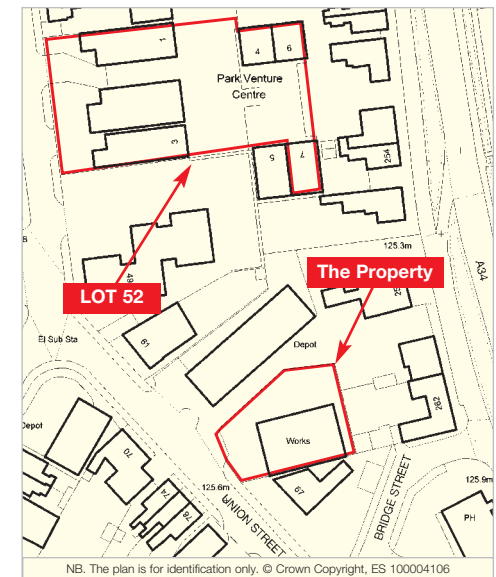 1
4
6
Park Venture
Centre
3
5
7
254
125.3m
A34
The Property
LOT 52
49
El Sub Sta
61
Depot
Depot
Works
262
70
74
78
67
125.6m
UNION STREET
BRIDGE STREET
125.9m
PH
NB. The plan is for identification only. © Crown Copyright, ES 100004106